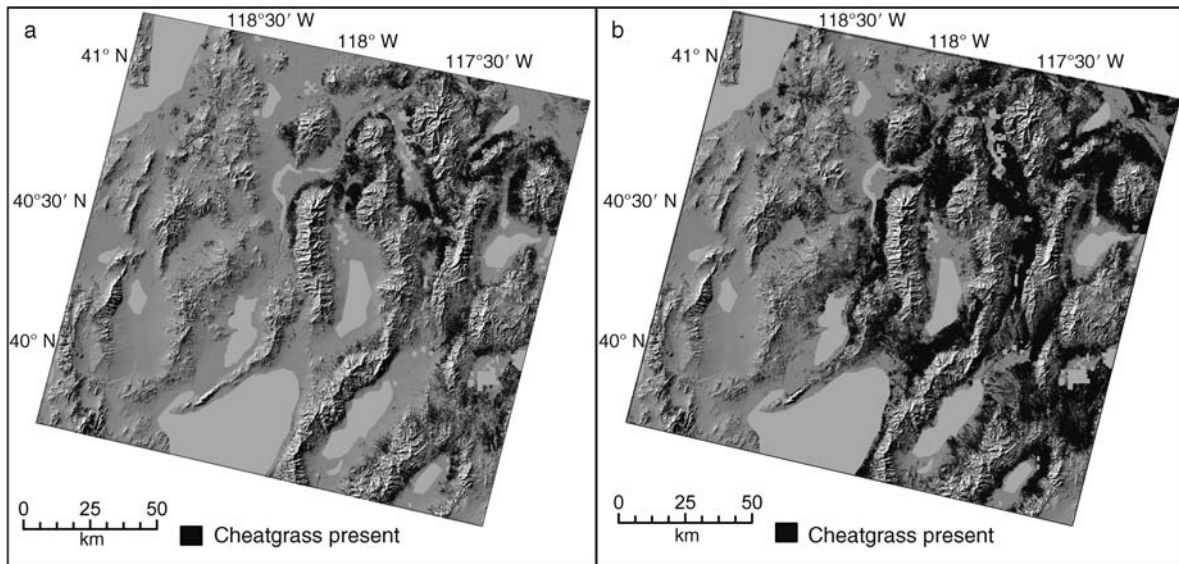 a
118°30′ W
118° W
117°30′ W
41° N
40°30′ N
40° N
0 25 50
km
Cheatgrass present
b
118°30′ W
118° W
117°30′ W
41° N
40°30′ N
40° N
0 25 50
km
Cheatgrass present